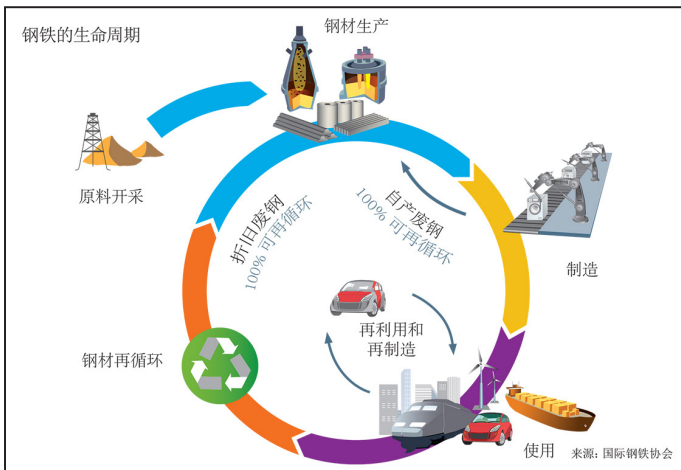 钢铁的生命周期
钢材生产
原料开采
折旧废钢
100% 可再循环
自产废钢
100% 可再循环
制造
再利用和
再制造
钢材再循环
使用
来源: 国际钢铁协会